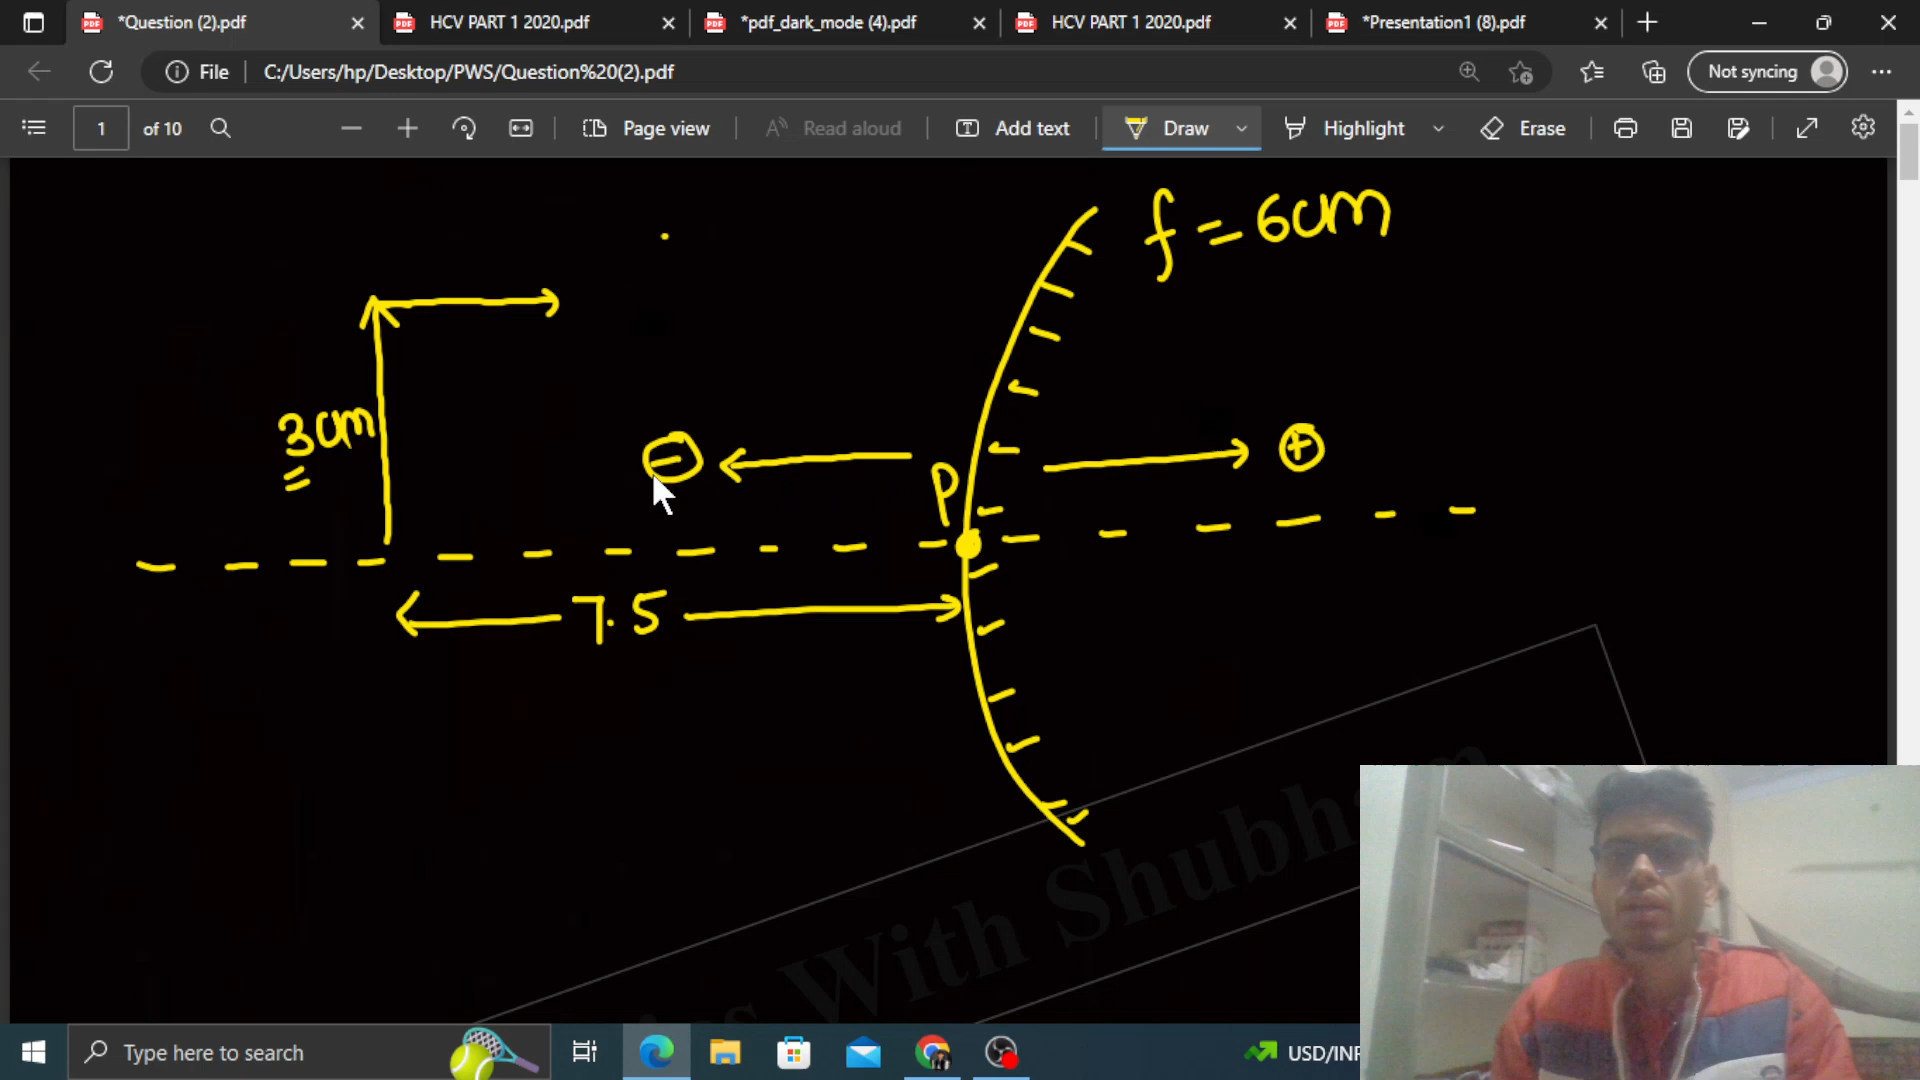 *Question (2).pdf
HCV PART 1 2020.pdf
*pdf_dark_mode (4).pdf
HCV PART 1 2020.pdf
*Presentation1 (8).pdf
File
C:/Users/hp/Desktop/PWS/Question%20(2).pdf
Not syncing
1 of 10
Page view
Read aloud
Add text
Draw
Highlight
Erase
f = 6cm
3cm
−
P
+
7.5
With Shubha
Type here to search
USD/INR